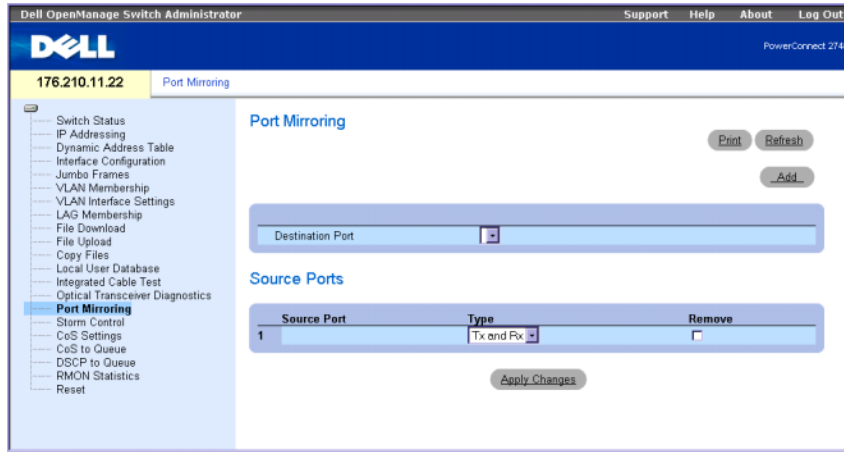 Dell OpenManage Switch Administrator
Support Help About Log Out
DELL
PowerConnect 274
176.210.11.22
Port Mirroring
Switch Status
IP Addressing
Dynamic Address Table
Interface Configuration
Jumbo Frames
VLAN Membership
VLAN Interface Settings
LAG Membership
File Download
File Upload
Copy Files
Local User Database
Integrated Cable Test
Optical Transceiver Diagnostics
Port Mirroring
Storm Control
CoS Settings
CoS to Queue
DSCP to Queue
RMON Statistics
Reset
Port Mirroring
Print Refresh
Add
Destination Port
Source Ports
Source Port Type Remove
1 Tx and Rx
Apply Changes